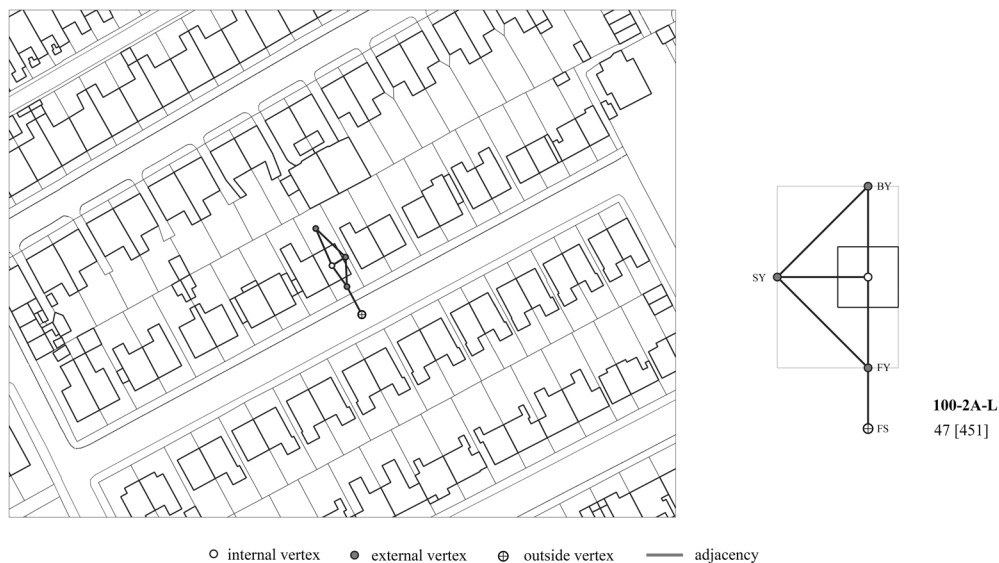 BY
SY
FY
100-2A-L
FS
47 [451]
internal vertex
external vertex
outside vertex
adjacency